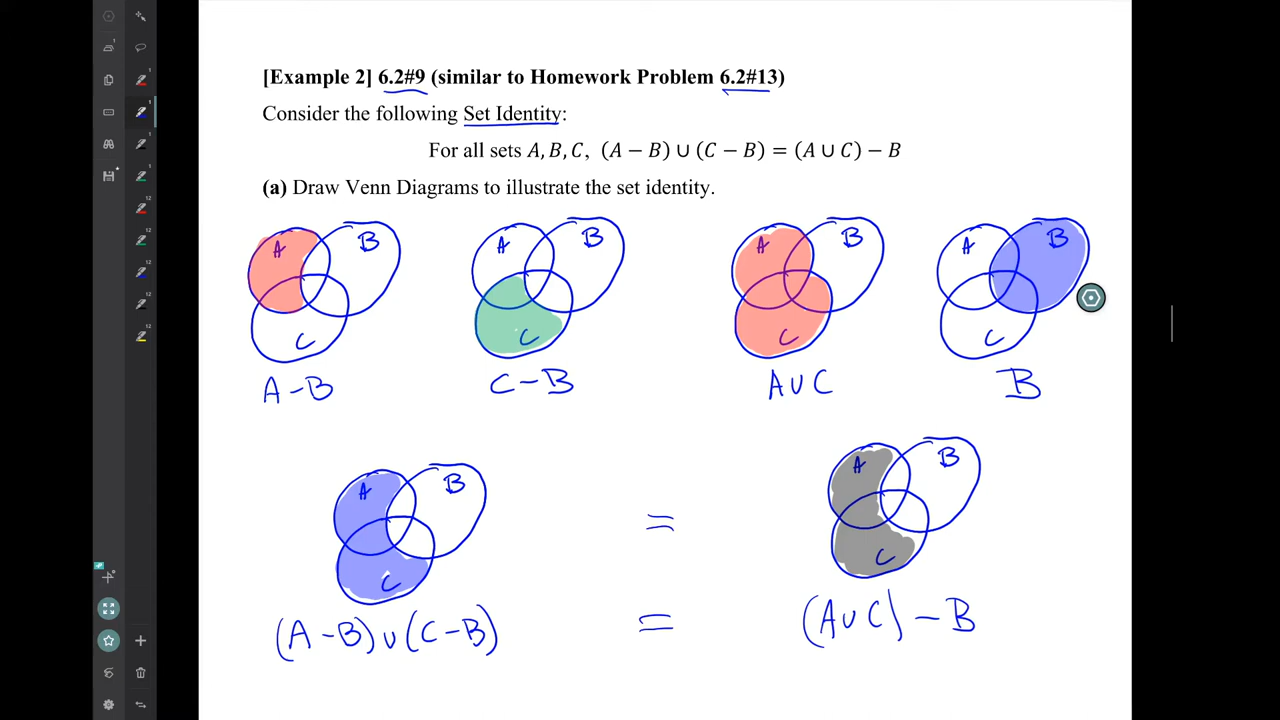 [Example 2] 6.2#9 (similar to Homework Problem 6.2#13)
Consider the following Set Identity:
For all sets A, B, C, (A − B) ∪ (C − B) = (A ∪ C) − B
(a) Draw Venn Diagrams to illustrate the set identity.
A B C A B C A B C A B C
A − B C − B A ∪ C B
A B C = A B C
(A − B) ∪ (C − B) = (A ∪ C) − B